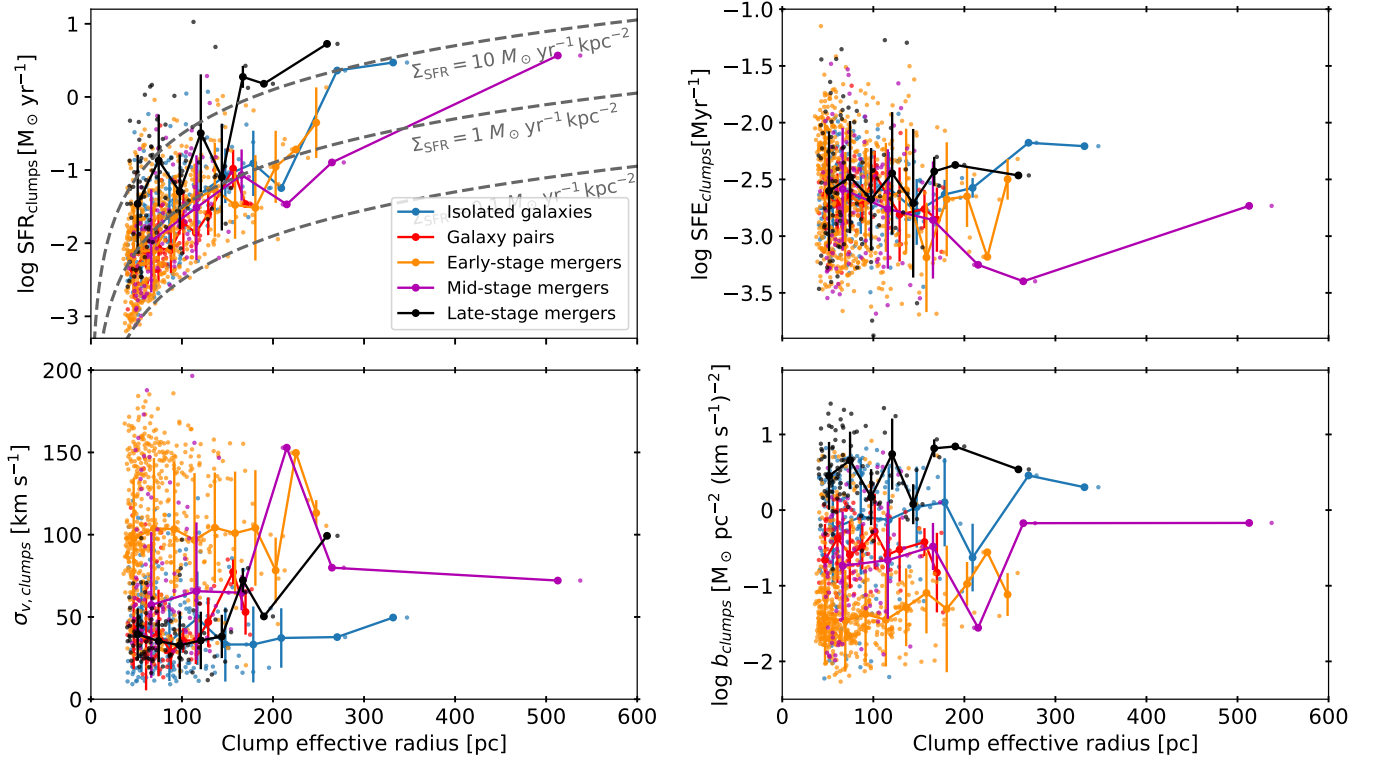 1
0
−1
−2
−3
log SFR_clumps [M⊙ yr⁻¹]
Σ_SFR = 10 M⊙ yr⁻¹ kpc⁻²
Σ_SFR = 1 M⊙ yr⁻¹ kpc⁻²
Isolated galaxies
Galaxy pairs
Early-stage mergers
Mid-stage mergers
Late-stage mergers
−1.0
−1.5
−2.0
−2.5
−3.0
−3.5
log SFE_clumps[Myr⁻¹]
200
150
100
50
0
σ_v,clumps [km s⁻¹]
0 100 200 300 400 500 600
Clump effective radius [pc]
1
0
−1
−2
log b_clumps [M⊙ pc⁻² (km s⁻¹)⁻²]
0 100 200 300 400 500 600
Clump effective radius [pc]